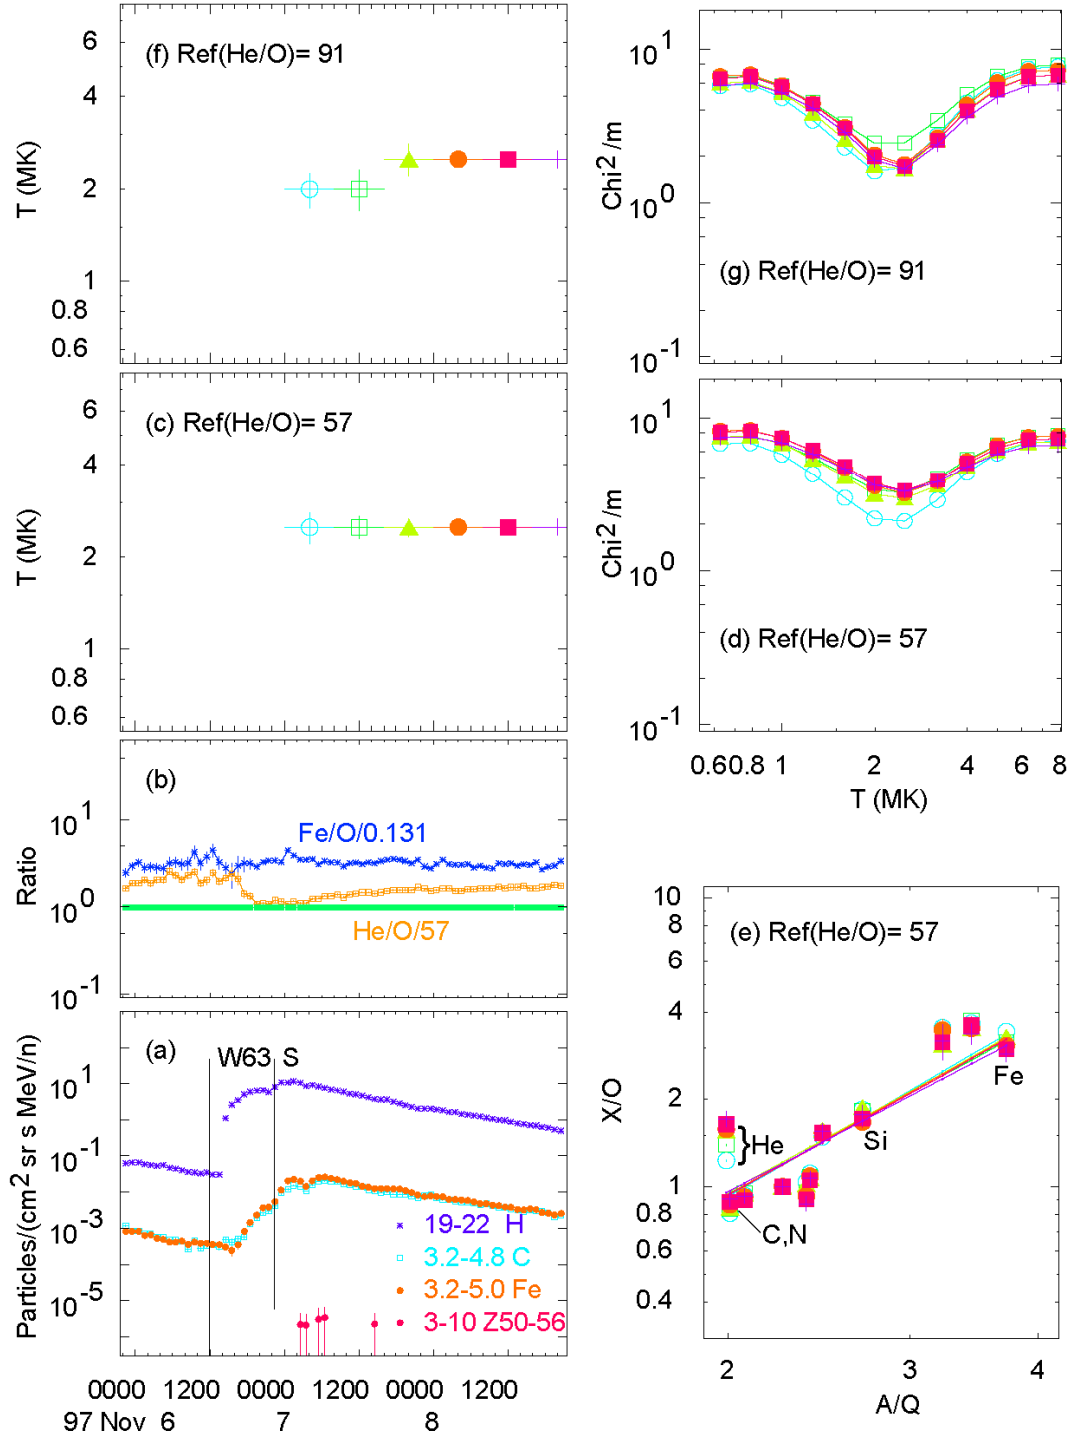 (f) Ref(He/O)= 91
6
4
2
1
0.8
0.6
T (MK)
(c) Ref(He/O)= 57
6
4
2
1
0.8
0.6
T (MK)
(b)
Fe/O/0.131
He/O/57
10^1
10^0
10^-1
Ratio
(a)
W63 S
10^1
10^-1
10^-3
10^-5
Particles/(cm^2 sr s MeV/n)
19-22 H
3.2-4.8 C
3.2-5.0 Fe
3-10 Z50-56
0000 1200 0000 1200 0000 1200
97 Nov 6 7 8
10^1
10^0
10^-1
Chi^2/m
(g) Ref(He/O)= 91
10^1
10^0
10^-1
Chi^2/m
(d) Ref(He/O)= 57
0.6 0.8 1 2 4 6 8
T (MK)
(e) Ref(He/O)= 57
10
8
6
4
2
1
0.8
0.6
0.4
X/O
}He
C,N
Si
Fe
2 3 4
A/Q